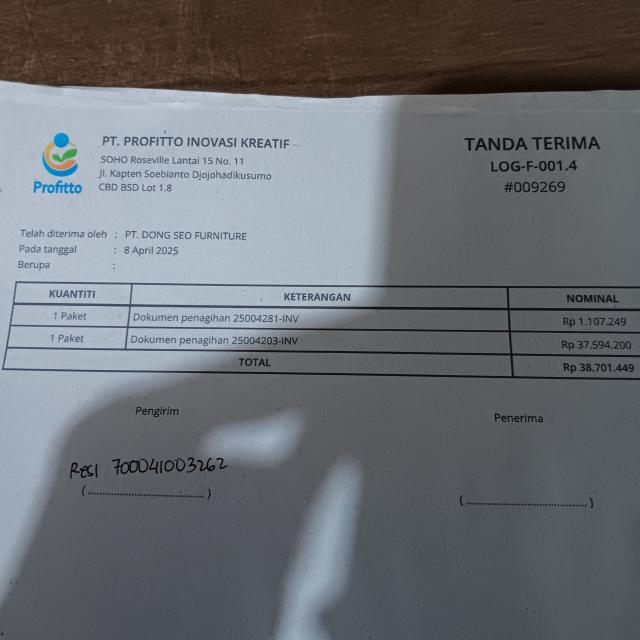 Profitto
PT. PROFITTO INOVASI KREATIF
SOHO Roseville Lantai 15 No. 11
Jl. Kapten Soebianto Djojohadikusumo
CBD BSD Lot 1.8
TANDA TERIMA
LOG-F-001.4
#009269
Telah diterima oleh : PT. DONG SEO FURNITURE
Pada tanggal : 8 April 2025
Berupa :
KUANTITI KETERANGAN NOMINAL
1 Paket Dokumen penagihan 25004281-INV Rp 1.107.249
1 Paket Dokumen penagihan 25004203-INV Rp 37.594.200
TOTAL Rp 38.701.449
Pengirim Penerima
Resi 700041003262
(....................................) (....................................)